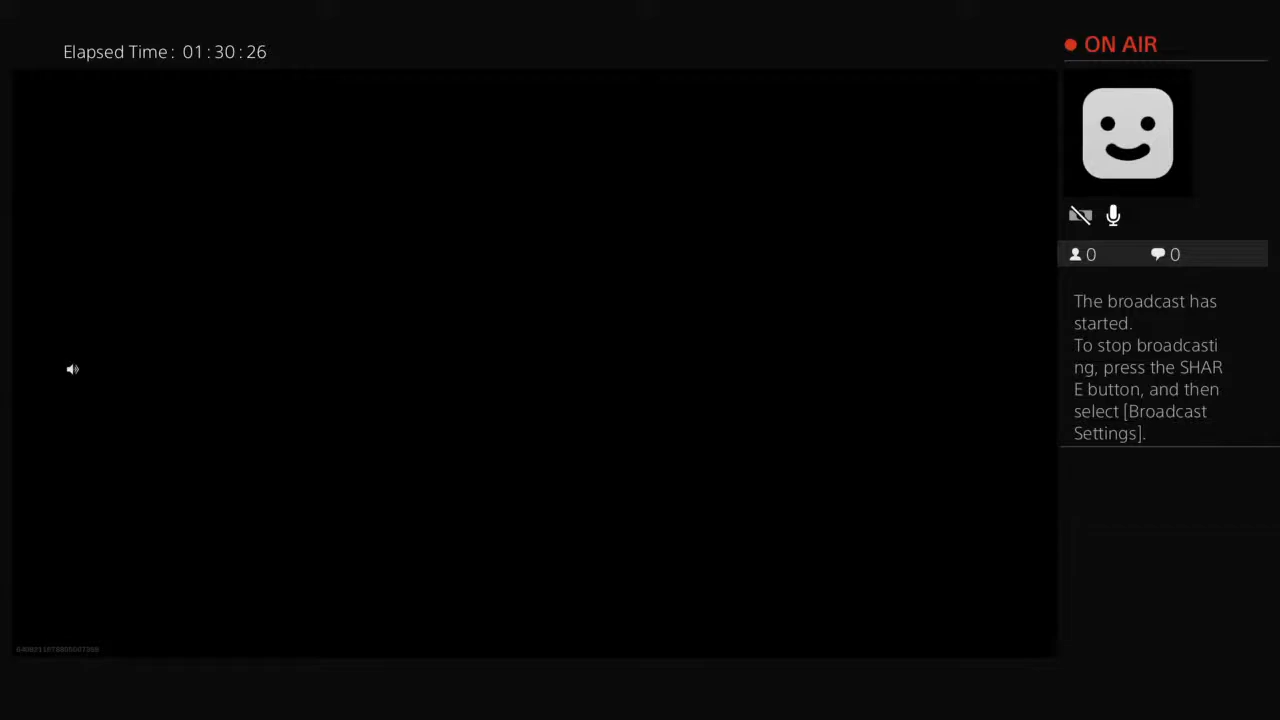 Elapsed Time: 01:30:26
ON AIR
0 0
The broadcast has
started.
To stop broadcasti
ng, press the SHAR
E button, and then
select [Broadcast
Settings].